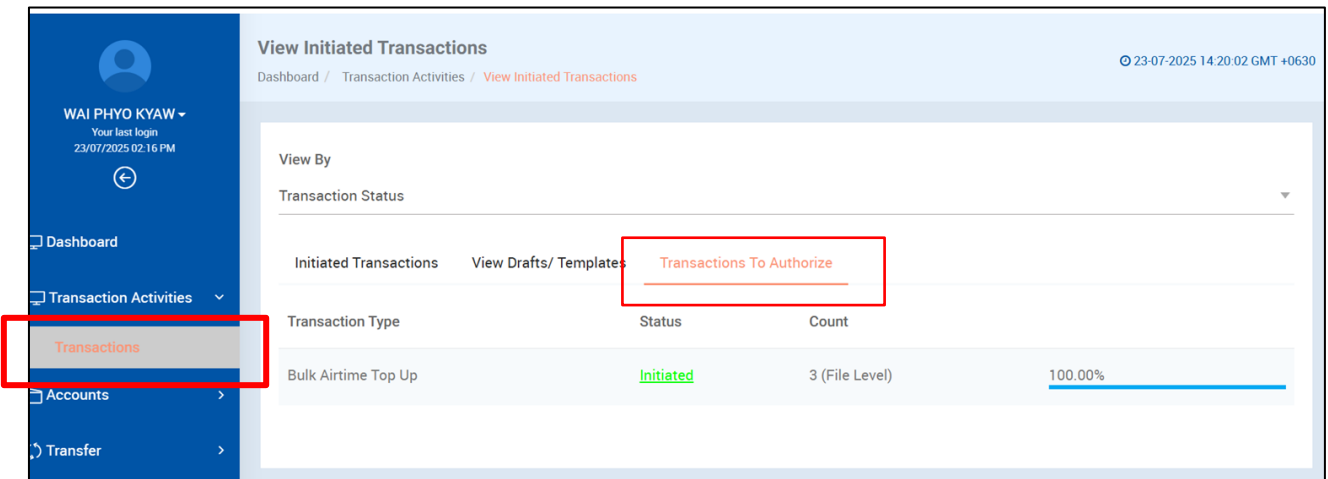 WAI PHYO KYAW
Your last login
23/07/2025 02:16 PM
Dashboard
Transaction Activities
Transactions
Accounts
Transfer
View Initiated Transactions
Dashboard / Transaction Activities / View Initiated Transactions
23-07-2025 14:20:02 GMT +0630
View By
Transaction Status
Initiated Transactions View Drafts/ Templates Transactions To Authorize
Transaction Type Status Count
Bulk Airtime Top Up Initiated 3 (File Level) 100.00%